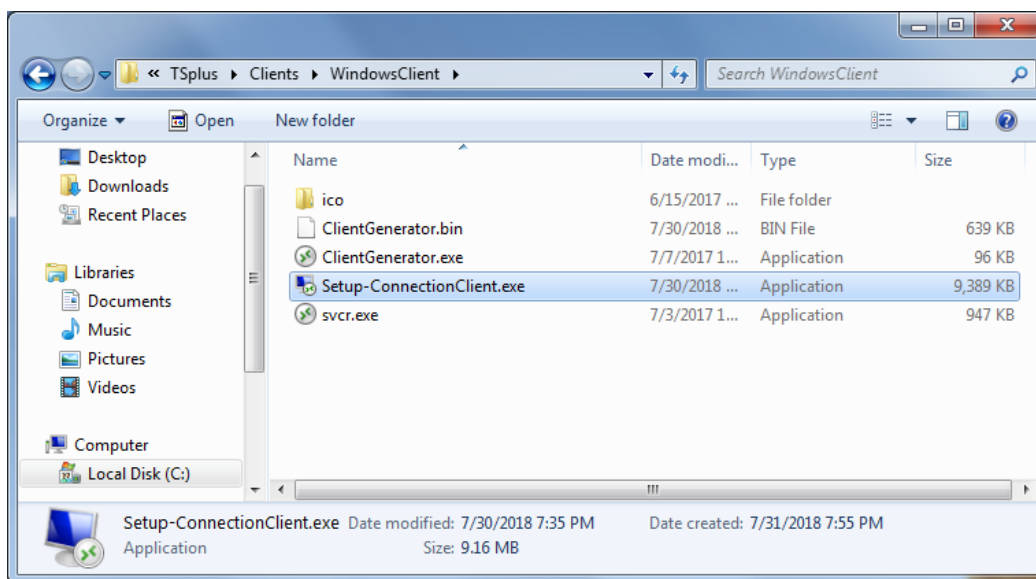 « TSplus ▸ Clients ▸ WindowsClient ▸ Search WindowsClient
Organize ▾ Open New folder
Name Date modi... Type Size
Desktop
Downloads
Recent Places
Libraries
Documents
Music
Pictures
Videos
Computer
Local Disk (C:)
ico 6/15/2017 ... File folder
ClientGenerator.bin 7/30/2018 ... BIN File 639 KB
ClientGenerator.exe 7/7/2017 1... Application 96 KB
Setup-ConnectionClient.exe 7/30/2018 ... Application 9,389 KB
svcr.exe 7/3/2017 1... Application 947 KB
Setup-ConnectionClient.exe Date modified: 7/30/2018 7:35 PM Date created: 7/31/2018 7:55 PM
Application Size: 9.16 MB